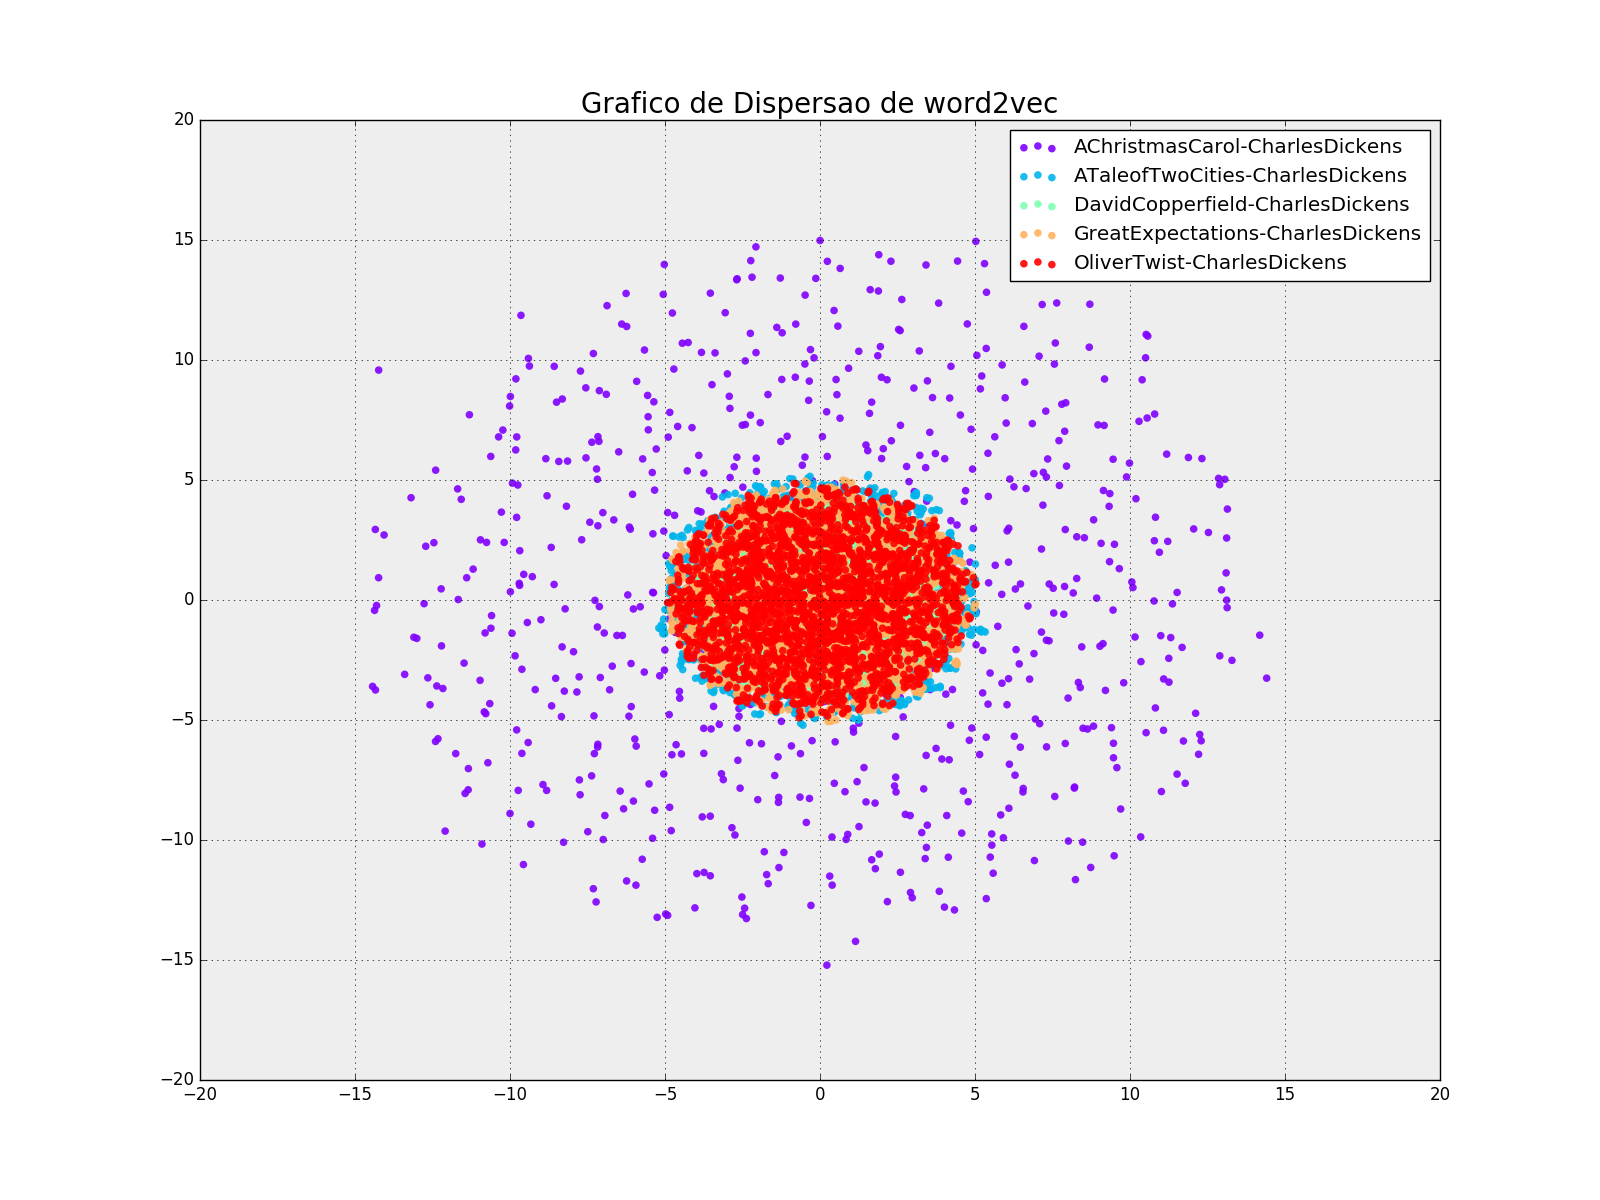 Grafico de Dispersao de word2vec
AChristmasCarol-CharlesDickens
ATaleofTwoCities-CharlesDickens
DavidCopperfield-CharlesDickens
GreatExpectations-CharlesDickens
OliverTwist-CharlesDickens
20
15
10
5
0
−5
−10
−15
−20
−20 −15 −10 −5 0 5 10 15 20